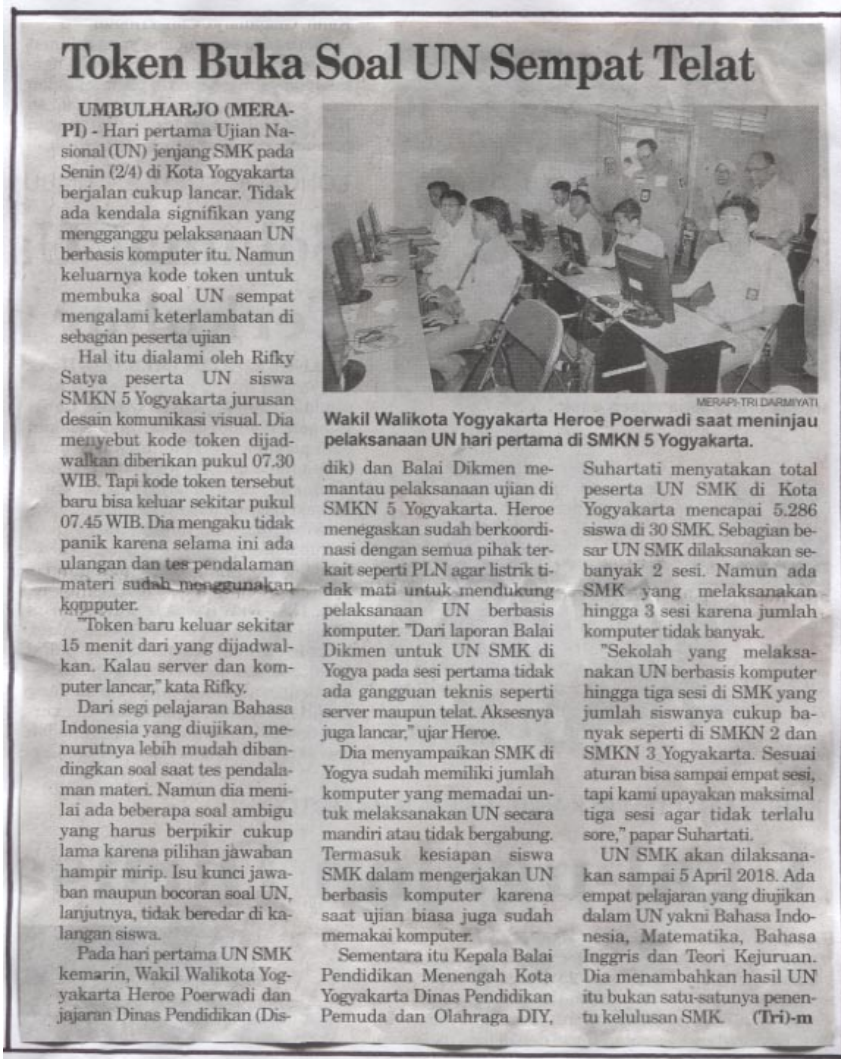 Token Buka Soal UN Sempat Telat
UMBULHARJO (MERA-
PI) - Hari pertama Ujian Na-
sional (UN) jenjang SMK pada
Senin (2/4) di Kota Yogyakarta
berjalan cukup lancar. Tidak
ada kendala signifikan yang
mengganggu pelaksanaan UN
berbasis komputer itu. Namun
keluarnya kode token untuk
membuka soal UN sempat
mengalami keterlambatan di
sebagian peserta ujian
Hal itu dialami oleh Rifky
Satya peserta UN siswa
SMKN 5 Yogyakarta jurusan
desain komunikasi visual. Dia
menyebut kode token dijad-
walkan diberikan pukul 07.30
WIB. Tapi kode token tersebut
baru bisa keluar sekitar pukul
07.45 WIB. Dia mengaku tidak
panik karena selama ini ada
ulangan dan tes pendalaman
materi sudah menggunakan
komputer.
"Token baru keluar sekitar
15 menit dari yang dijadwal-
kan. Kalau server dan kom-
puter lancar," kata Rifky.
Dari segi pelajaran Bahasa
Indonesia yang diujikan, me-
nurutnya lebih mudah diban-
dingkan soal saat tes pendala-
man materi. Namun dia meni-
lai ada beberapa soal ambigu
yang harus berpikir cukup
lama karena pilihan jawaban
hampir mirip. Isu kunci jawa-
ban maupun bocoran soal UN,
lanjutnya, tidak beredar di ka-
langan siswa.
Pada hari pertama UN SMK
kemarin, Wakil Walikota Yog-
yakarta Heroe Poerwadi dan
jajaran Dinas Pendidikan (Dis-
MERAPI-TRI DARMIYATI
Wakil Walikota Yogyakarta Heroe Poerwadi saat meninjau
pelaksanaan UN hari pertama di SMKN 5 Yogyakarta.
dik) dan Balai Dikmen me-
mantau pelaksanaan ujian di
SMKN 5 Yogyakarta. Heroe
menegaskan sudah berkoordi-
nasi dengan semua pihak ter-
kait seperti PLN agar listrik ti-
dak mati untuk mendukung
pelaksanaan UN berbasis
komputer. "Dari laporan Balai
Dikmen untuk UN SMK di
Yogya pada sesi pertama tidak
ada gangguan teknis seperti
server maupun telat. Aksesnya
juga lancar," ujar Heroe.
Dia menyampaikan SMK di
Yogya sudah memiliki jumlah
komputer yang memadai un-
tuk melaksanakan UN secara
mandiri atau tidak bergabung.
Termasuk kesiapan siswa
SMK dalam mengerjakan UN
berbasis komputer karena
saat ujian biasa juga sudah
memakai komputer.
Sementara itu Kepala Balai
Pendidikan Menengah Kota
Yogyakarta Dinas Pendidikan
Pemuda dan Olahraga DIY,
Suhartati menyatakan total
peserta UN SMK di Kota
Yogyakarta mencapai 5.286
siswa di 30 SMK. Sebagian be-
sar UN SMK dilaksanakan se-
banyak 2 sesi. Namun ada
SMK yang melaksanakan
hingga 3 sesi karena jumlah
komputer tidak banyak.
"Sekolah yang melaksa-
nakan UN berbasis komputer
hingga tiga sesi di SMK yang
jumlah siswanya cukup ba-
nyak seperti di SMKN 2 dan
SMKN 3 Yogyakarta. Sesuai
aturan bisa sampai empat sesi,
tapi kami upayakan maksimal
tiga sesi agar tidak terlalu
sore," papar Suhartati.
UN SMK akan dilaksana-
kan sampai 5 April 2018. Ada
empat pelajaran yang diujikan
dalam UN yakni Bahasa Indo-
nesia, Matematika, Bahasa
Inggris dan Teori Kejuruan.
Dia menambahkan hasil UN
itu bukan satu-satunya penen-
tu kelulusan SMK. (Tri)-m